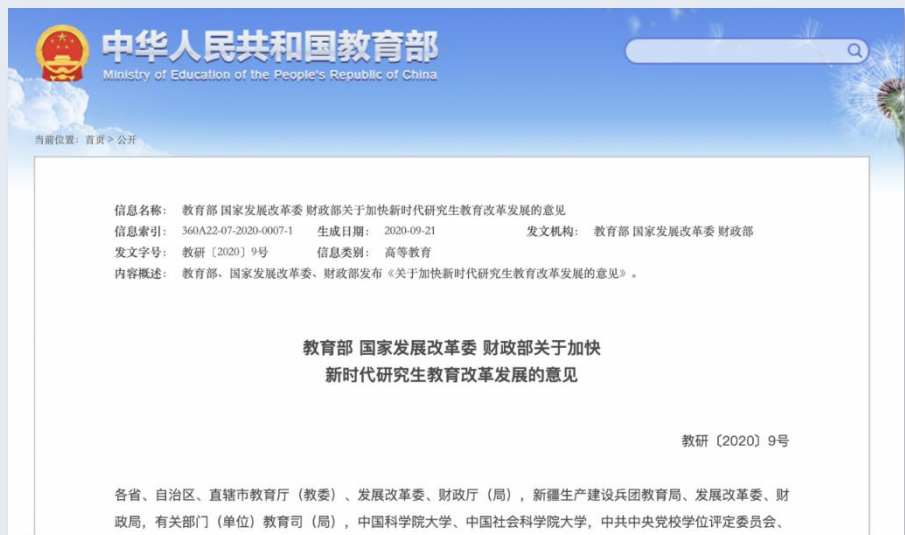 中华人民共和国教育部
Ministry of Education of the People's Republic of China
当前位置：首页 > 公开
信息名称： 教育部 国家发展改革委 财政部关于加快新时代研究生教育改革发展的意见
信息索引： 360A22-07-2020-0007-1 生成日期： 2020-09-21 发文机构： 教育部 国家发展改革委 财政部
发文字号： 教研〔2020〕9号 信息类别： 高等教育
内容概述： 教育部、国家发展改革委、财政部发布《关于加快新时代研究生教育改革发展的意见》。
教育部 国家发展改革委 财政部关于加快
新时代研究生教育改革发展的意见
教研〔2020〕9号
各省、自治区、直辖市教育厅（教委）、发展改革委、财政厅（局），新疆生产建设兵团教育局、发展改革委、财
政局，有关部门（单位）教育司（局），中国科学院大学、中国社会科学院大学，中共中央党校学位评定委员会、